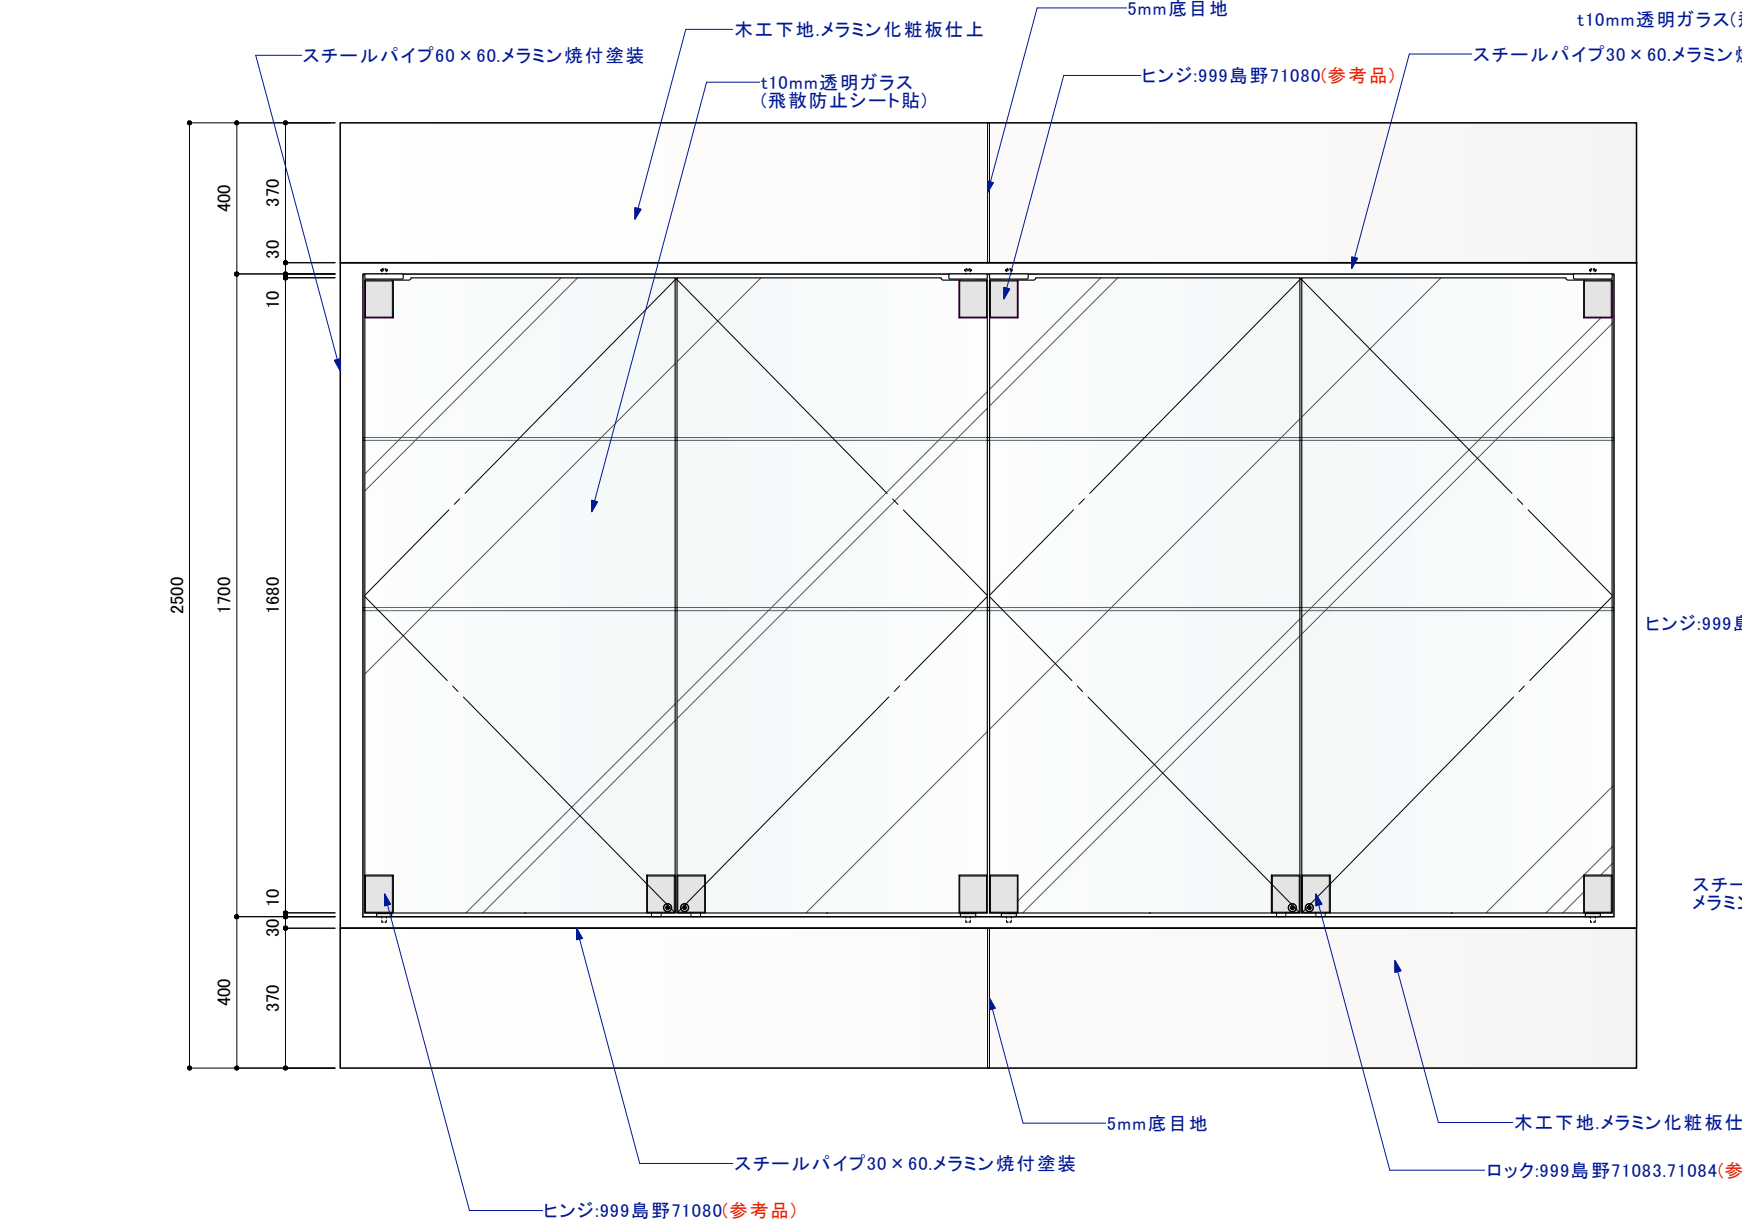 5mm底目地
t10mm透明ガラス(
木工下地.メラミン化粧板仕上
スチールパイプ60×60.メラミン焼付塗装
スチールパイプ30×60.メラミン
ヒンジ:999島野71080(参考品)
t10mm透明ガラス
(飛散防止シート貼)
400
370
30
10
2500
1700
1680
ヒンジ:999
10
30
スチー
メラミン
400
370
5mm底目地
木工下地.メラミン化粧板仕
スチールパイプ30×60.メラミン焼付塗装
ロック:999島野71083.71084(参
ヒンジ:999島野71080(参考品)